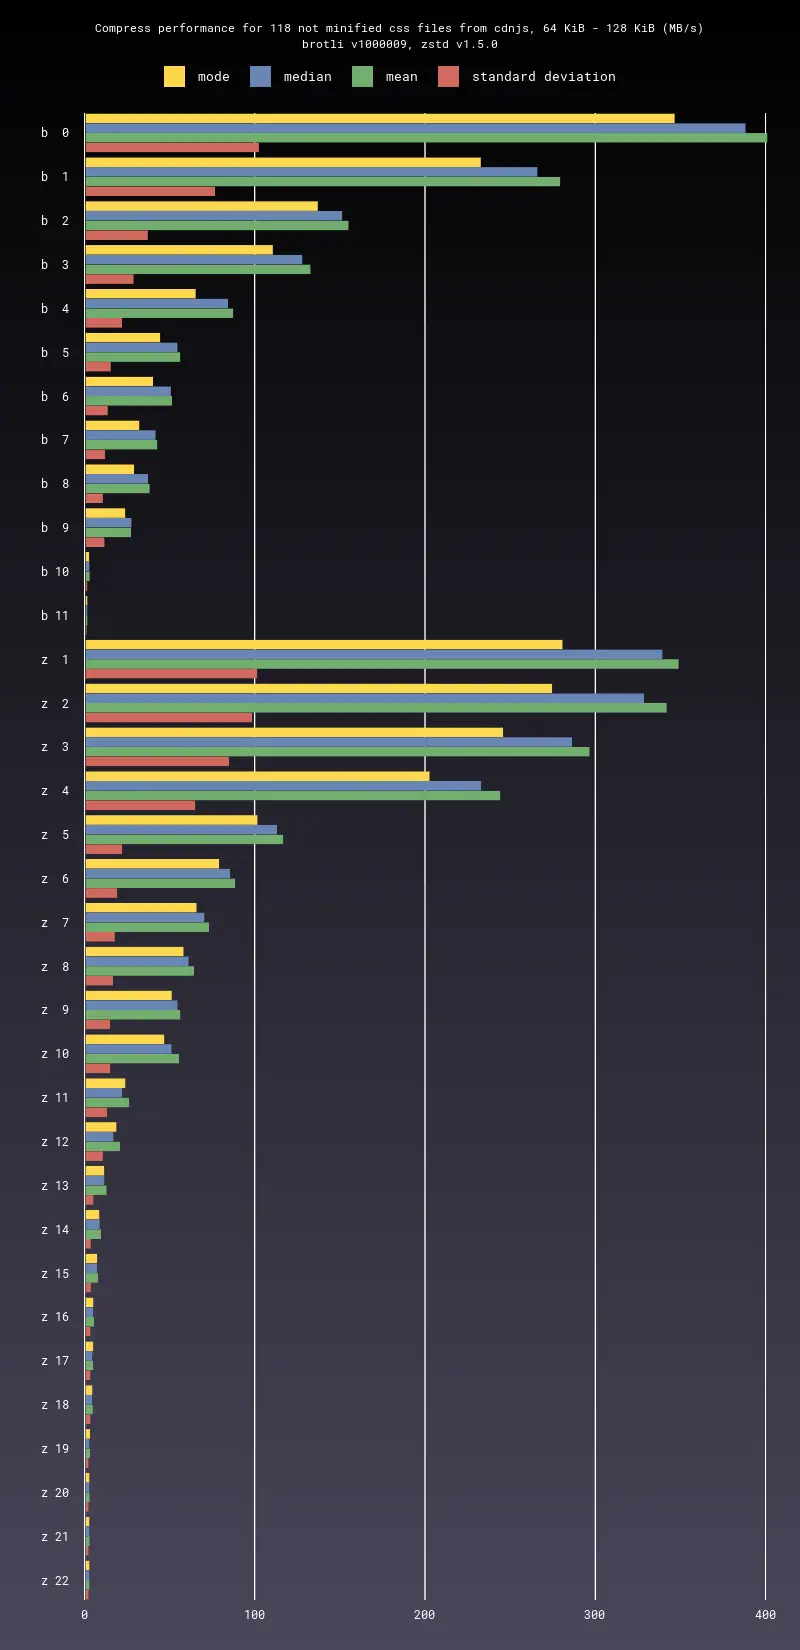 Compress performance for 118 not minified css files from cdnjs, 64 KiB - 128 KiB (MB/s)
brotli v1000009, zstd v1.5.0
mode median mean standard deviation
b 0
b 1
b 2
b 3
b 4
b 5
b 6
b 7
b 8
b 9
b 10
b 11
z 1
z 2
z 3
z 4
z 5
z 6
z 7
z 8
z 9
z 10
z 11
z 12
z 13
z 14
z 15
z 16
z 17
z 18
z 19
z 20
z 21
z 22
0 100 200 300 400